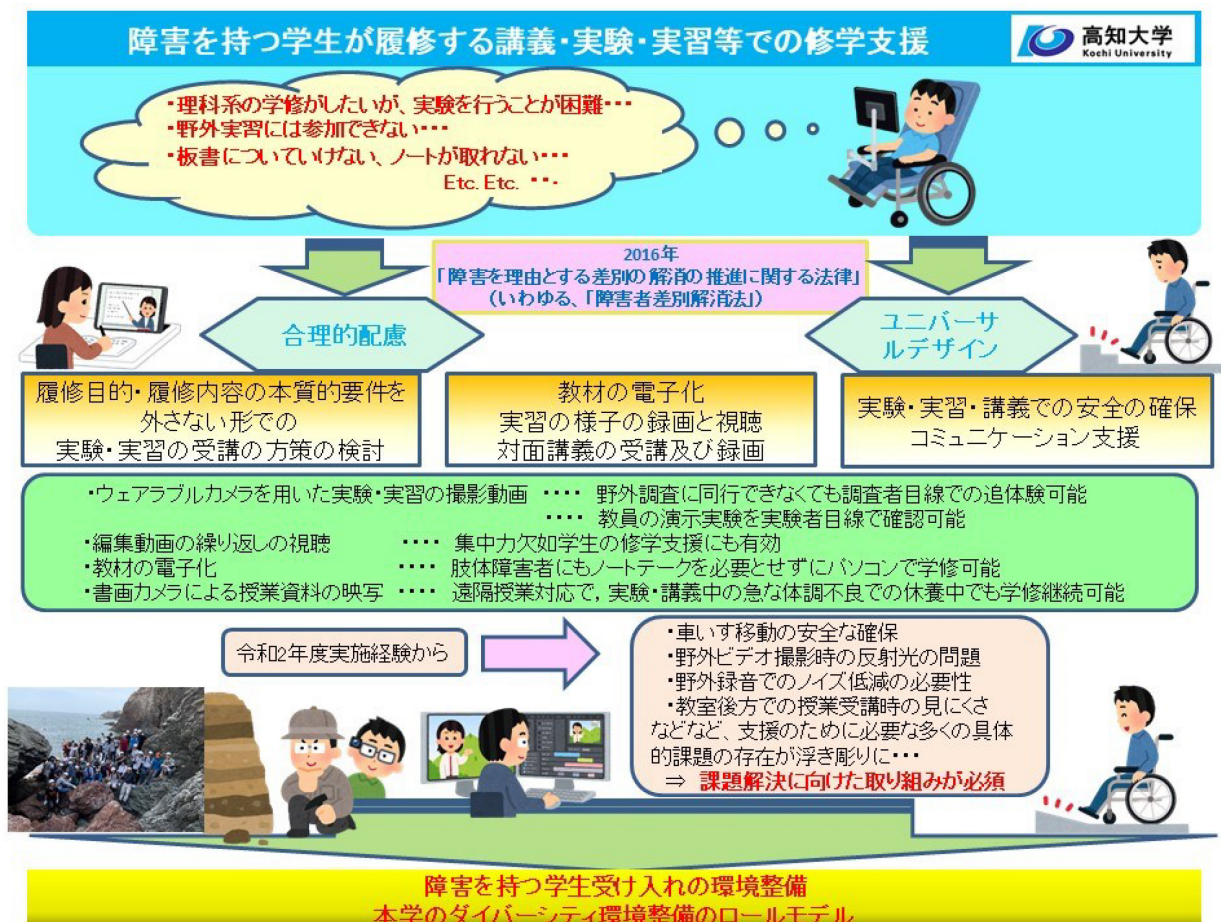 障害を持つ学生が履修する講義・実験・実習等での修学支援
高知大学
Kochi University
・理科系の学修がしたいが、実験を行うことが困難・・・
・野外実習には参加できない・・・
・板書についていけない、ノートが取れない・・・
Etc. Etc. ・・・
2016年
「障害を理由とする差別の解消の推進に関する法律」
（いわゆる、「障害者差別解消法」）
合理的配慮
ユニバーサ
ルデザイン
履修目的・履修内容の本質的要件を
外さない形での
実験・実習の受講の方策の検討
教材の電子化
実習の様子の録画と視聴
対面講義の受講及び録画
実験・実習・講義での安全の確保
コミュニケーション支援
・ウェアラブルカメラを用いた実験・実習の撮影動画 ・・・・ 野外調査に同行できなくても調査者目線での追体験可能
・・・・ 教員の演示実験を実験者目線で確認可能
・編集動画の繰り返しの視聴 ・・・・ 集中力欠如学生の修学支援にも有効
・教材の電子化 ・・・・ 肢体障害者にもノートテークを必要とせずにパソコンで学修可能
・書画カメラによる授業資料の映写 ・・・・ 遠隔授業対応で，実験・講義中の急な体調不良での休養中でも学修継続可能
令和2年度実施経験から
・車いす移動の安全な確保
・野外ビデオ撮影時の反射光の問題
・野外録音でのノイズ低減の必要性
・教室後方での授業受講時の見にくさ
などなど、支援のために必要な多くの具体
的課題の存在が浮き彫りに・・・
⇒ 課題解決に向けた取り組みが必須
障害を持つ学生受け入れの環境整備
本学のダイバーシティ環境整備のロールモデル